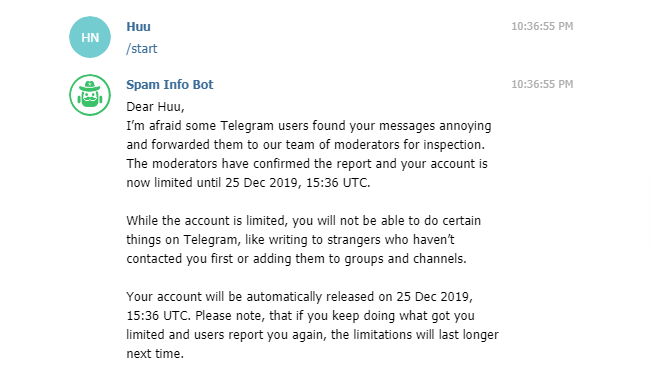 HN
Huu
10:36:55 PM
/start
Spam Info Bot
10:36:55 PM
Dear Huu,
I’m afraid some Telegram users found your messages annoying
and forwarded them to our team of moderators for inspection.
The moderators have confirmed the report and your account is
now limited until 25 Dec 2019, 15:36 UTC.
While the account is limited, you will not be able to do certain
things on Telegram, like writing to strangers who haven’t
contacted you first or adding them to groups and channels.
Your account will be automatically released on 25 Dec 2019,
15:36 UTC. Please note, that if you keep doing what got you
limited and users report you again, the limitations will last longer
next time.